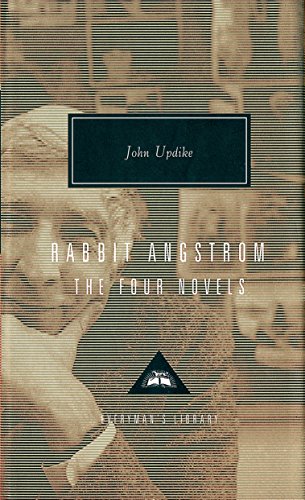 John Updike
RABBIT ANGSTROM
THE FOUR NOVELS
EVERYMAN'S LIBRARY